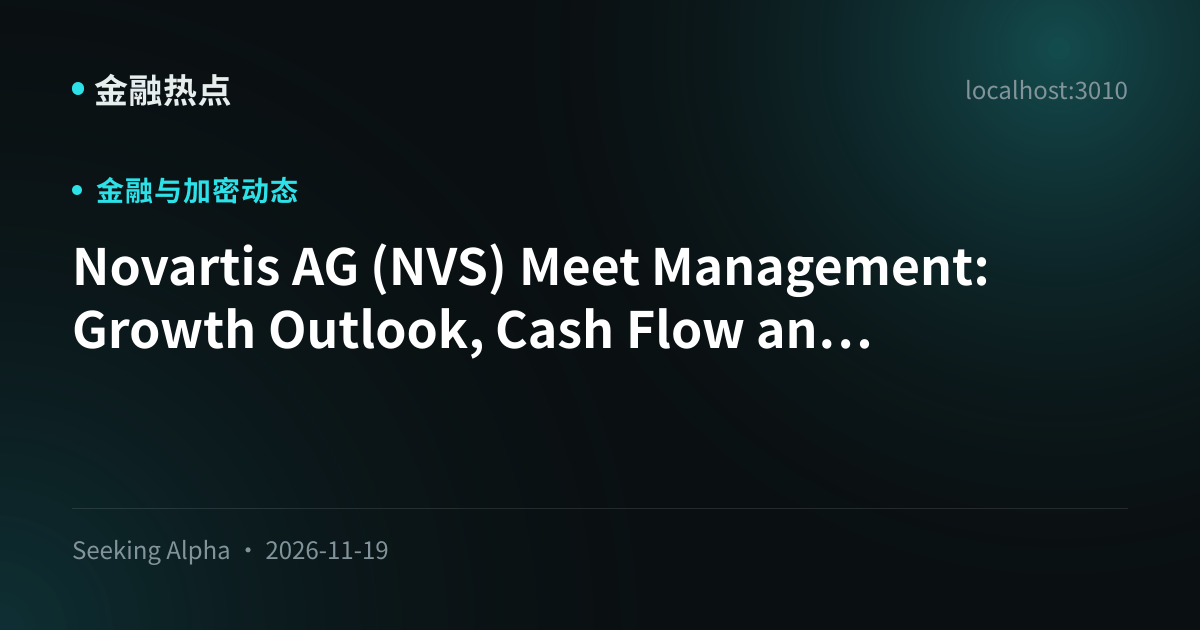 金融热点
localhost:3010
金融与加密动态
Novartis AG (NVS) Meet Management:
Growth Outlook, Cash Flow an…
Seeking Alpha • 2026-11-19